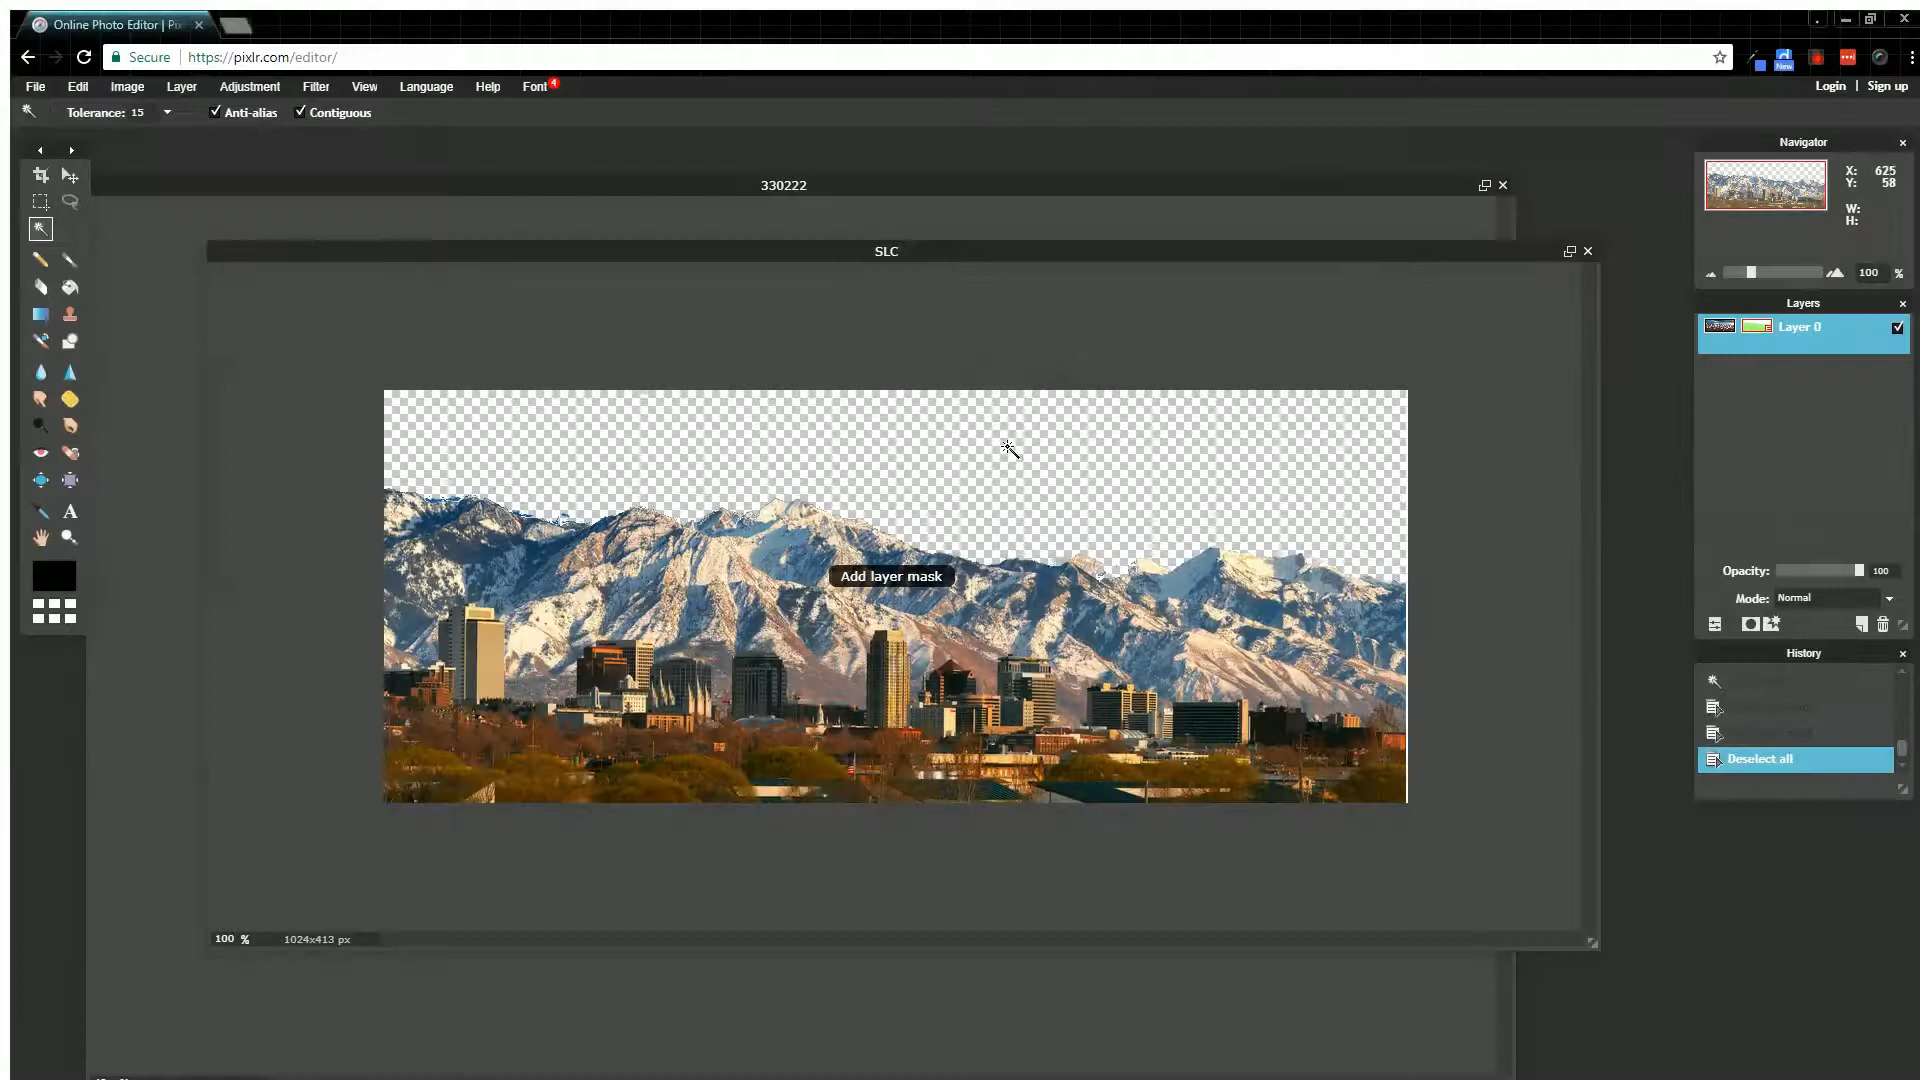 Online Photo Editor | Pix
Secure
https://pixlr.com/editor/
New
File Edit Image Layer Adjustment Filter View Language Help Font 4
Login | Sign up
Tolerance: 15 Anti-alias Contiguous
Navigator
X: 625
Y: 58
W:
H:
100 %
330222
SLC
Layers
Layer 0
Add layer mask
A
Opacity: 100
Mode: Normal
History
Deselect all
100 % 1024x413 px